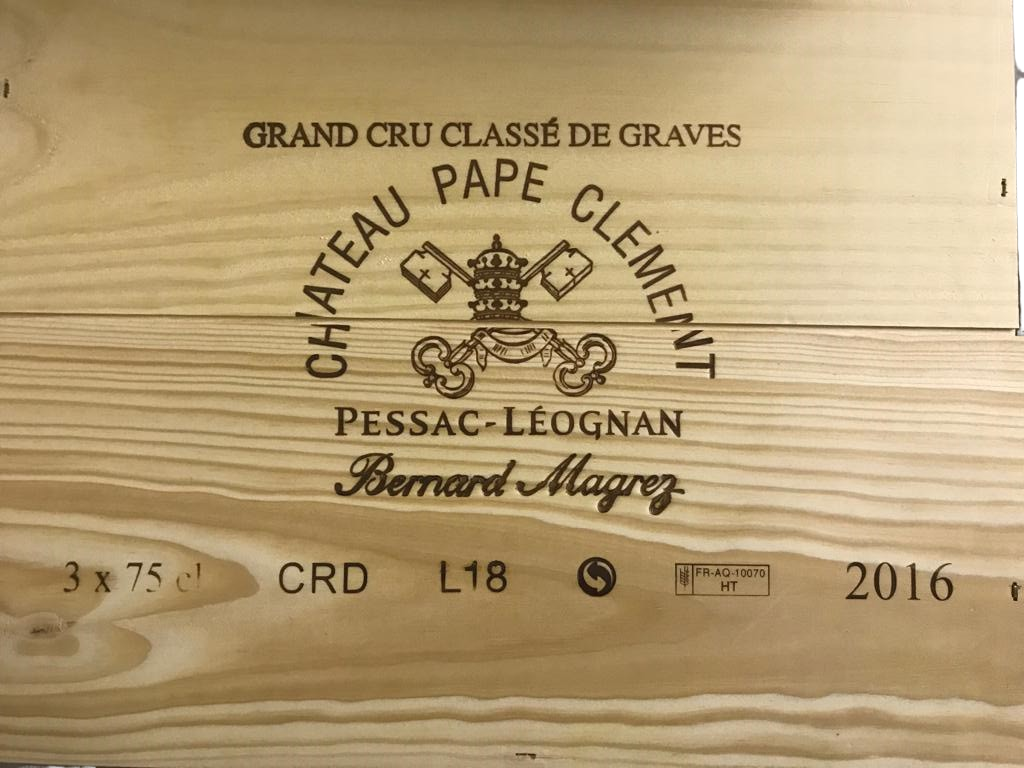 GRAND CRU CLASSÉ DE GRAVES
CHATEAU PAPE CLEMENT
PESSAC-LÉOGNAN
Bernard Magrez
3 x 75 cl CRD L18 FR-AQ-10070 2016
HT